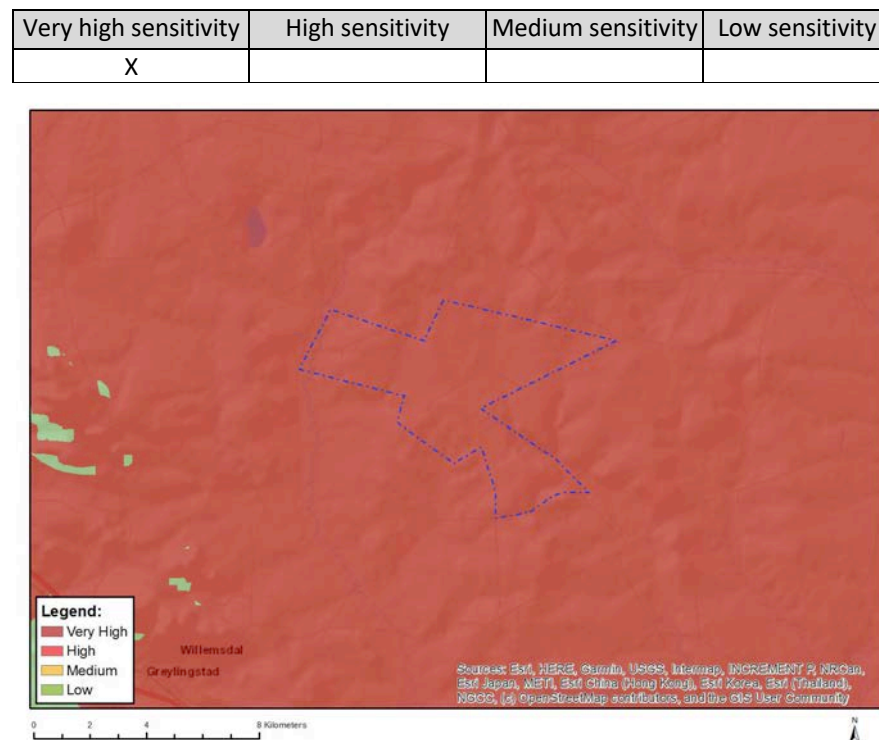 Very high sensitivity High sensitivity Medium sensitivity Low sensitivity
X
Legend:
Very High
High
Medium
Low
Willemsdal
Greylingstad
Sources: Esri, HERE, Garmin, USGS, Intermap, INCREMENT P, NRCan,
Esri Japan, METI, Esri China (Hong Kong), Esri Korea, Esri (Thailand),
NGCC, (c) OpenStreetMap contributors, and the GIS User Community
0 2 4 8 Kilometers
N